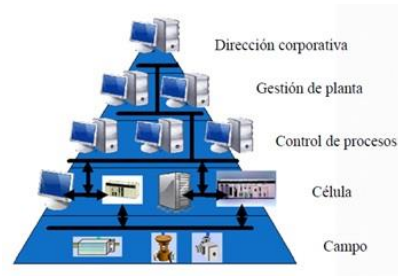 Dirección corporativa
Gestión de planta
Control de procesos
Célula
Campo